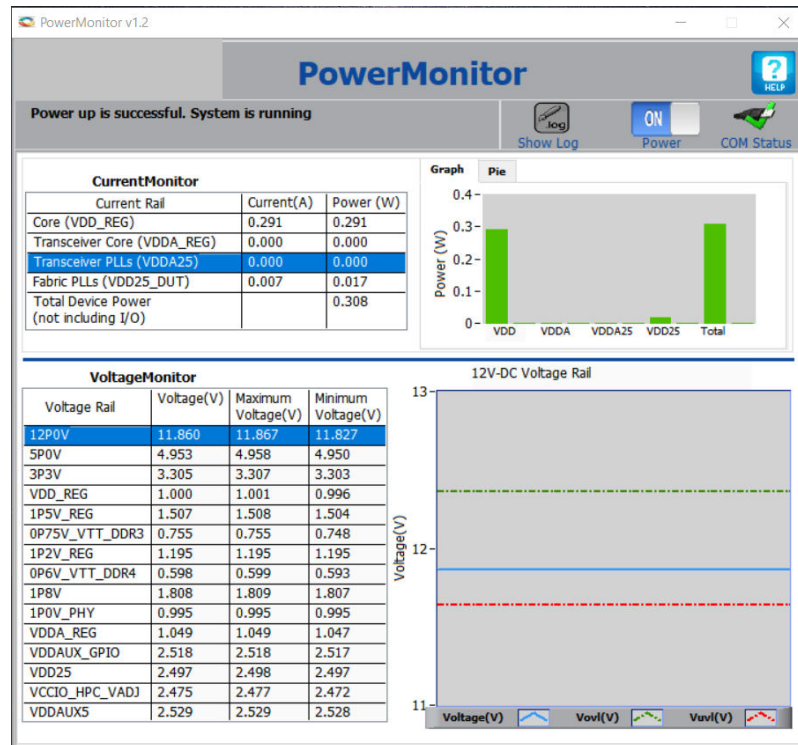 PowerMonitor v1.2
PowerMonitor
HELP
Power up is successful. System is running
.log
ON
Show Log
Power
COM Status
CurrentMonitor
Current Rail Current(A) Power (W)
Core (VDD_REG) 0.291 0.291
Transceiver Core (VDDA_REG) 0.000 0.000
Transceiver PLLs (VDDA25) 0.000 0.000
Fabric PLLs (VDD25_DUT) 0.007 0.017
Total Device Power 0.308
(not including I/O)
Graph Pie
Power (W)
0.4
0.3
0.2
0.1
0
VDD VDDA VDDA25 VDD25 Total
VoltageMonitor
Voltage Rail Voltage(V) Maximum Voltage(V) Minimum Voltage(V)
12P0V 11.860 11.867 11.827
5P0V 4.953 4.958 4.950
3P3V 3.305 3.307 3.303
VDD_REG 1.000 1.001 0.996
1P5V_REG 1.507 1.508 1.504
0P75V_VTT_DDR3 0.755 0.755 0.748
1P2V_REG 1.195 1.195 1.195
0P6V_VTT_DDR4 0.598 0.599 0.593
1P8V 1.808 1.809 1.807
1P0V_PHY 0.995 0.995 0.995
VDDA_REG 1.049 1.049 1.047
VDDAUX_GPIO 2.518 2.518 2.517
VDD25 2.497 2.498 2.497
VCCIO_HPC_VADJ 2.475 2.477 2.472
VDDAUX5 2.529 2.529 2.528
12V-DC Voltage Rail
Voltage(V)
13
12
11
Voltage(V) Vovl(V) Vuvl(V)